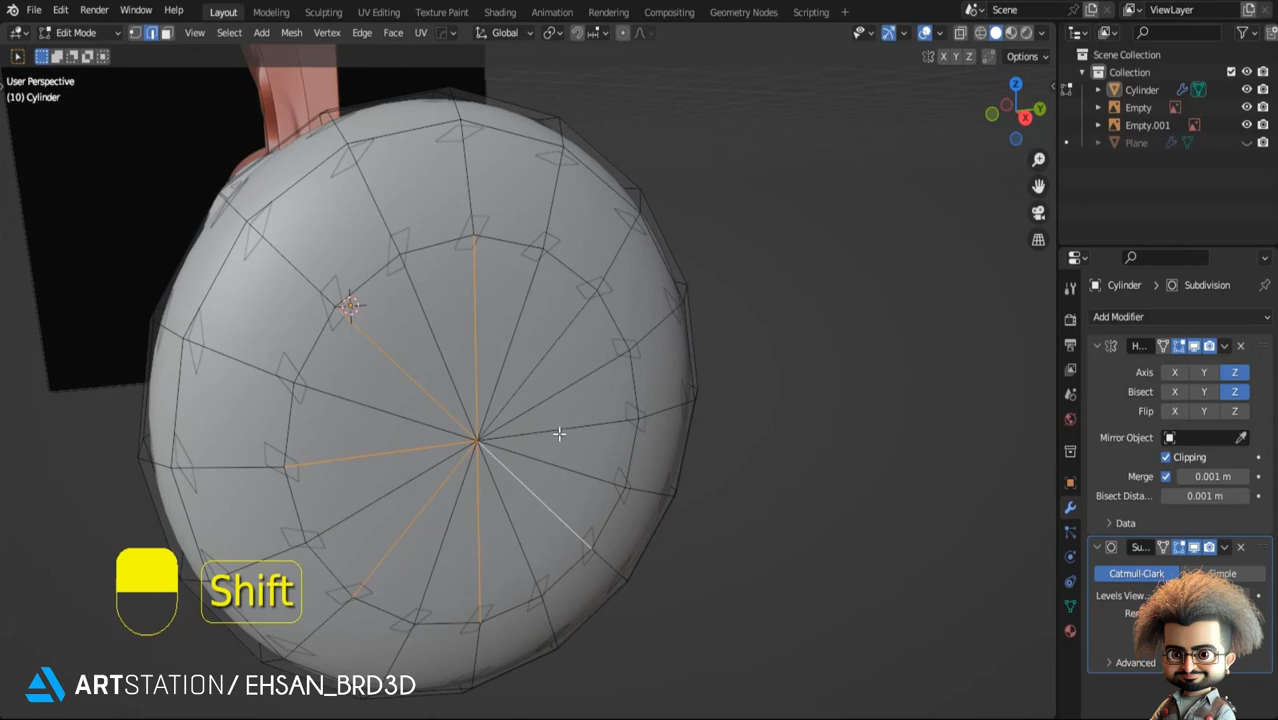 File Edit Render Window Help Layout Modeling Sculpting UV Editing Texture Paint Shading Animation Rendering Compositing Geometry Nodes Scripting + Scene ViewLayer
Edit Mode View Select Add Mesh Vertex Edge Face UV Global
X Y Z Options
User Perspective
(10) Cylinder
Z
Y
X
Scene Collection
Collection
Cylinder
Empty
Empty.001
Plane
Cylinder > Subdivision
Add Modifier
H...
Axis X Y Z
Bisect X Y Z
Flip X Y Z
Mirror Object
Clipping
Merge 0.001 m
Bisect Dista... 0.001 m
Data
Su...
Catmull-Clark Simple
Levels View...
Ren
Advanced
Shift
ARTSTATION/ EHSAN_BRD3D